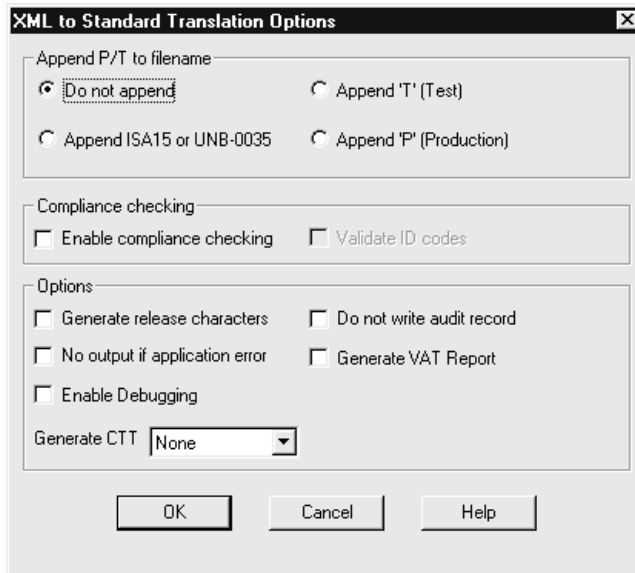 XML to Standard Translation Options
Append P/T to filename
Do not append
Append 'T' (Test)
Append ISA15 or UNB-0035
Append 'P' (Production)
Compliance checking
Enable compliance checking
Validate ID codes
Options
Generate release characters
Do not write audit record
No output if application error
Generate VAT Report
Enable Debugging
Generate CTT
None
OK
Cancel
Help